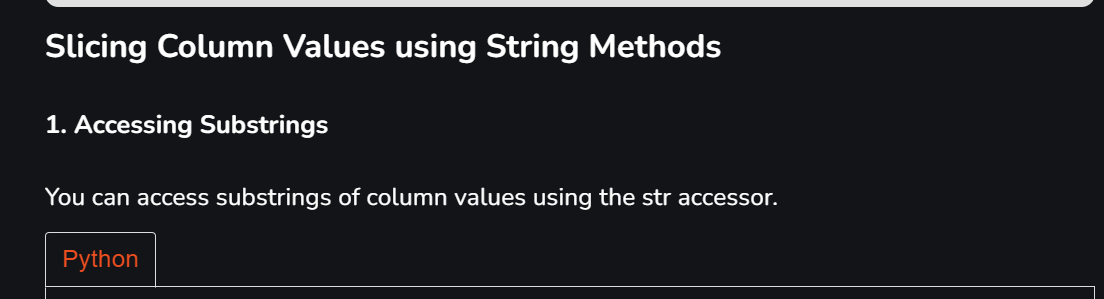 Slicing Column Values using String Methods
1. Accessing Substrings
You can access substrings of column values using the str accessor.
Python